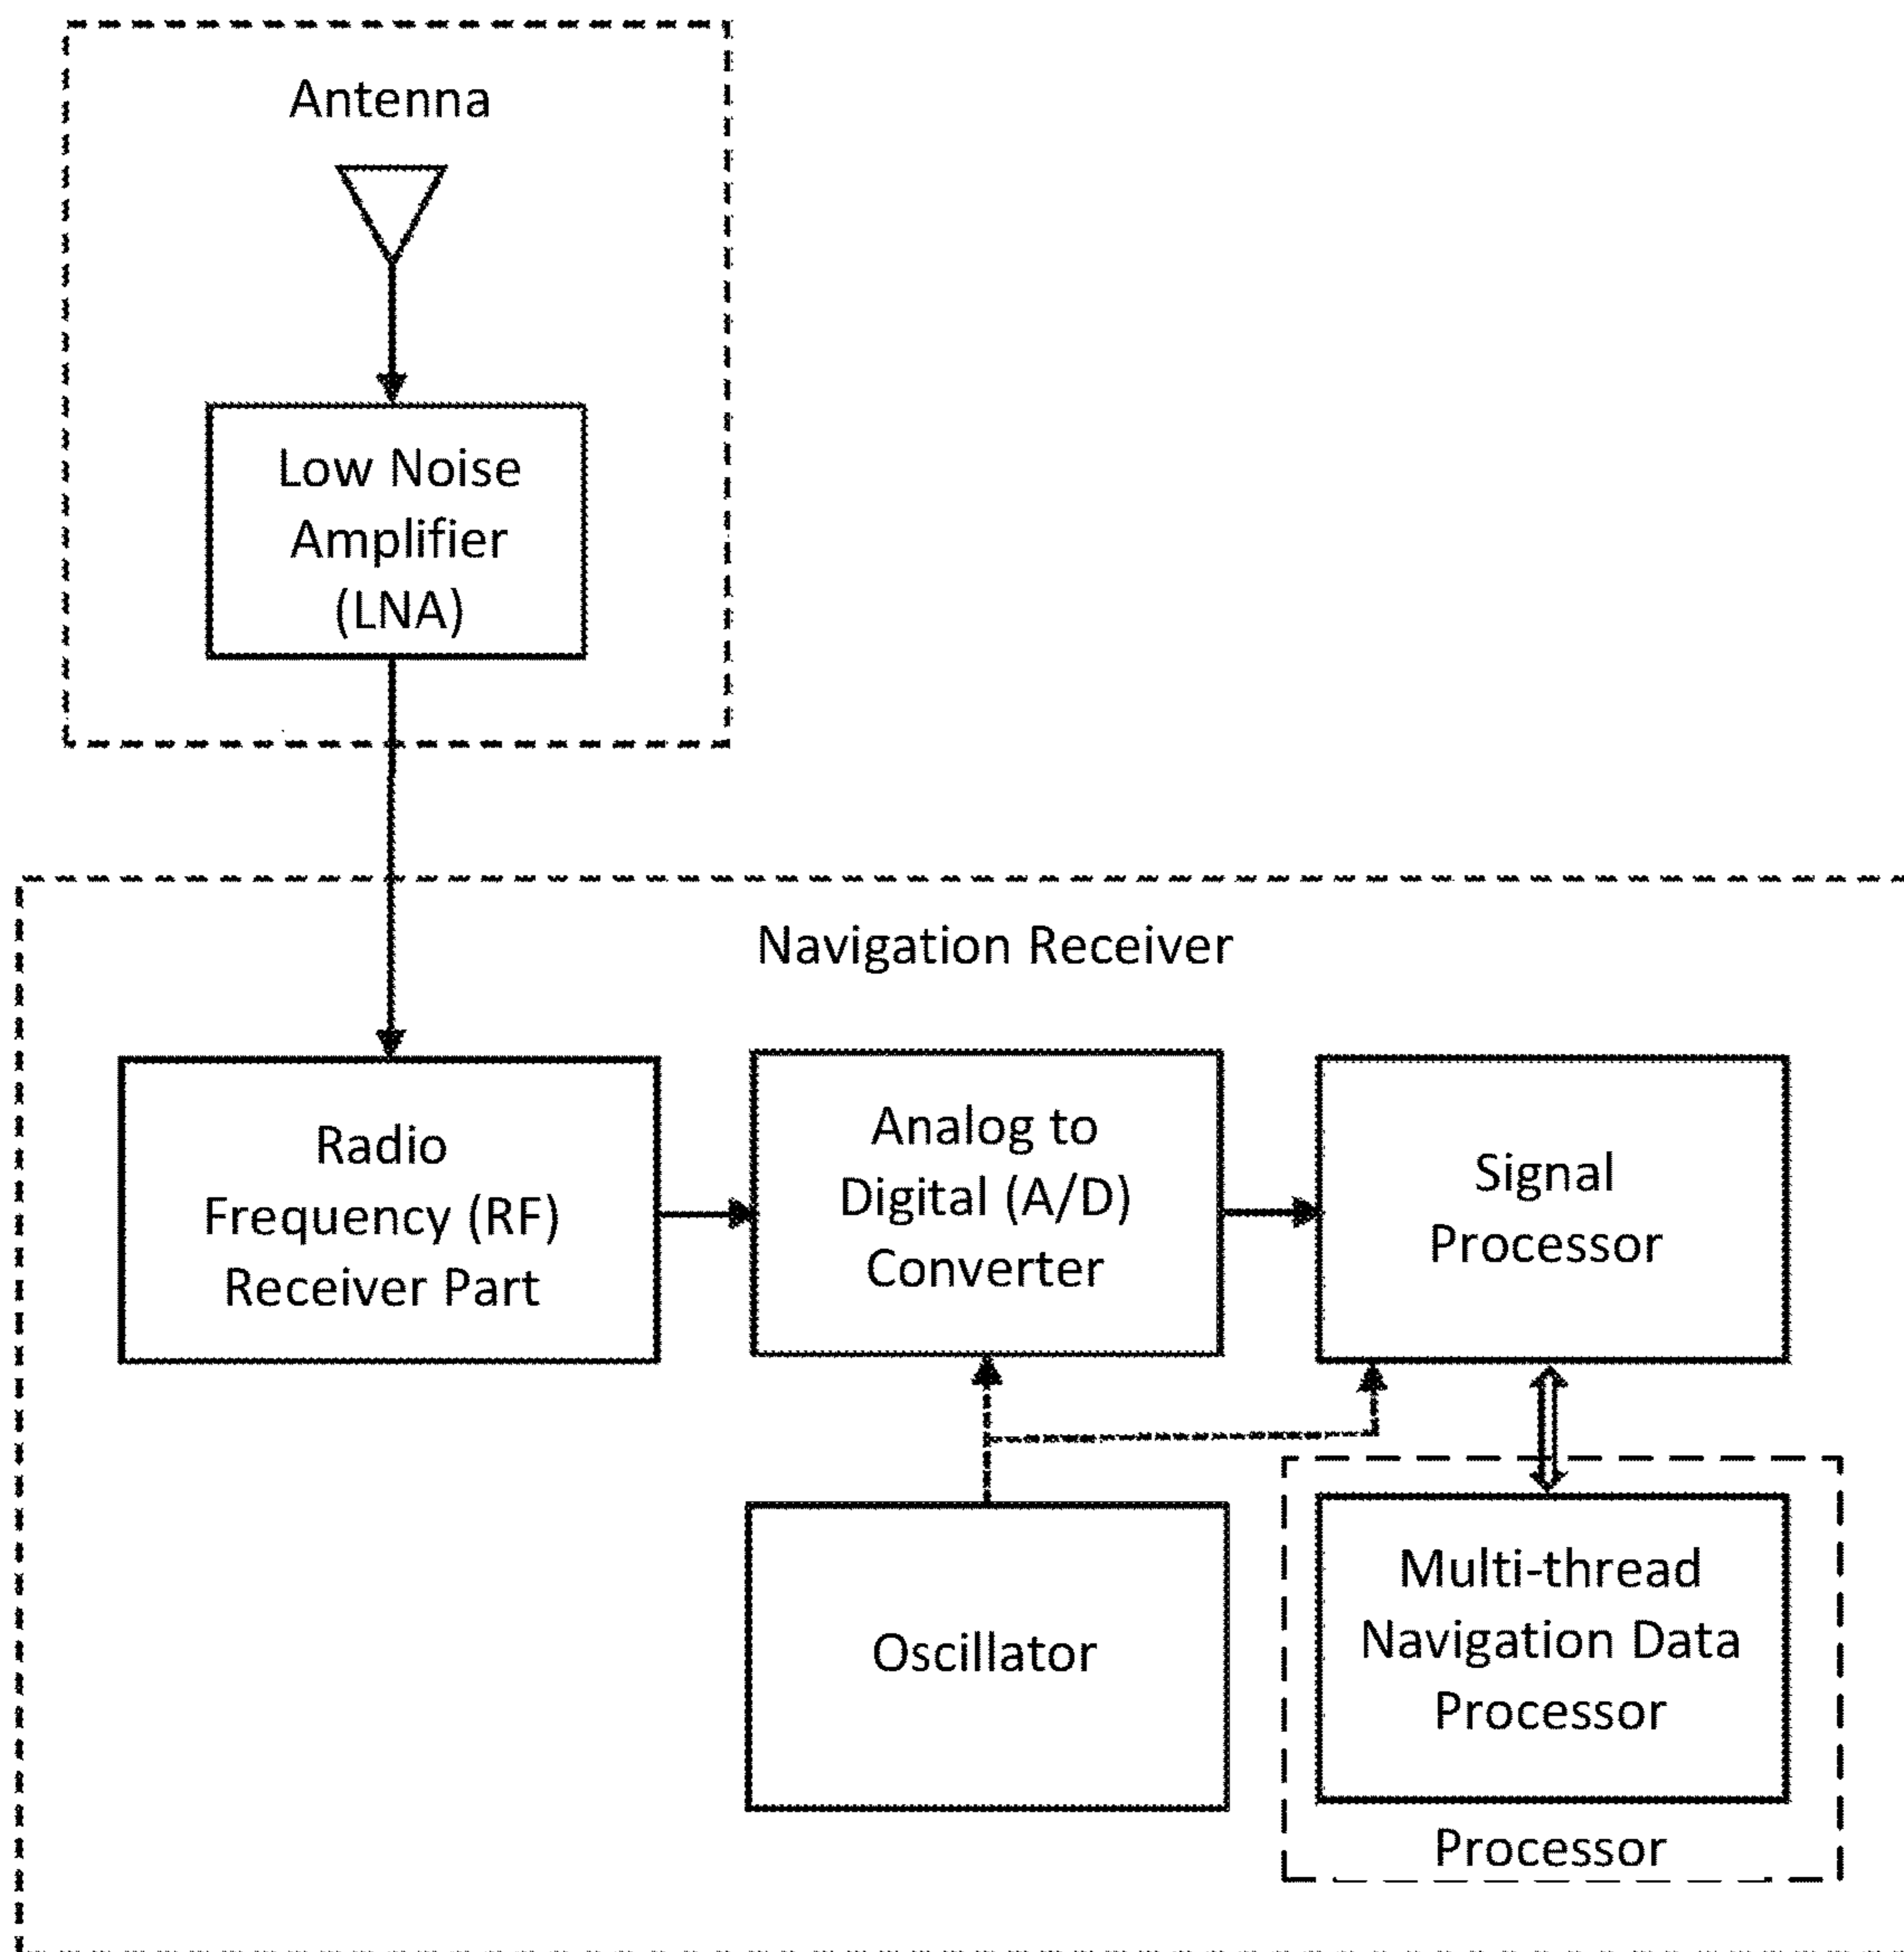 Antenna
Low Noise
Amplifier
(LNA)
Navigation Receiver
Radio
Frequency (RF)
Receiver Part
Analog to
Digital (A/D)
Converter
Signal
Processor
Oscillator
Multi-thread
Navigation Data
Processor
Processor